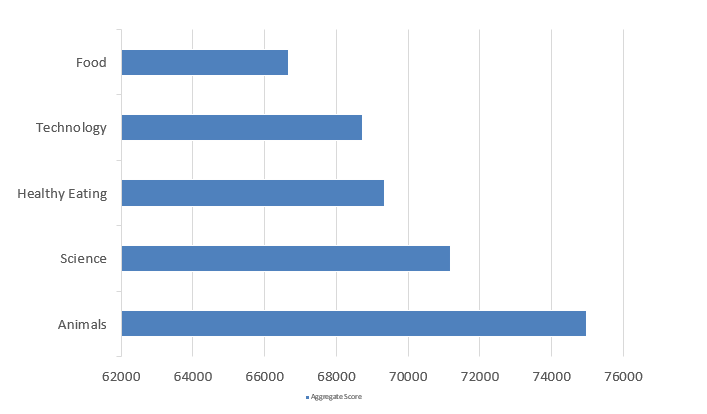 Food
Technology
Healthy Eating
Science
Animals
62000 64000 66000 68000 70000 72000 74000 76000
Aggregate Score